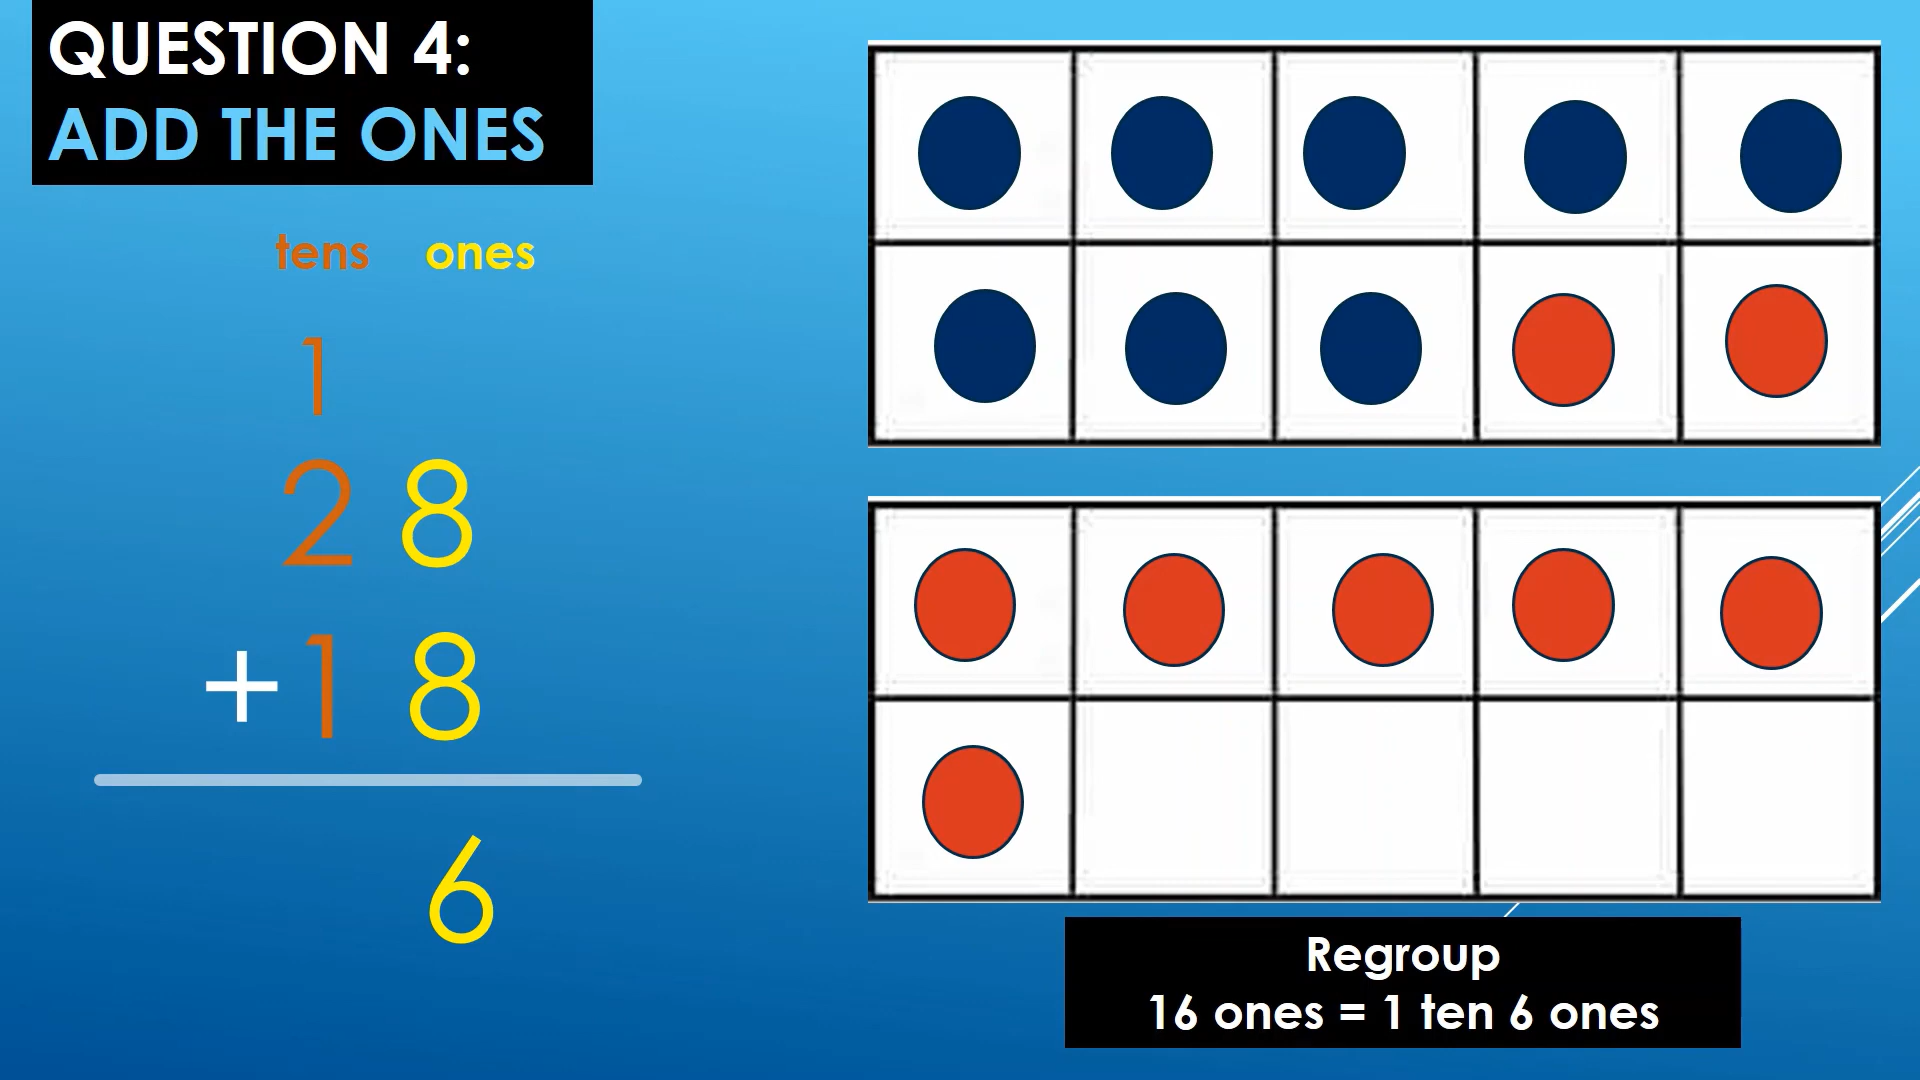 QUESTION 4:
ADD THE ONES
tens ones
1
2 8
+1 8
6
Regroup
16 ones = 1 ten 6 ones